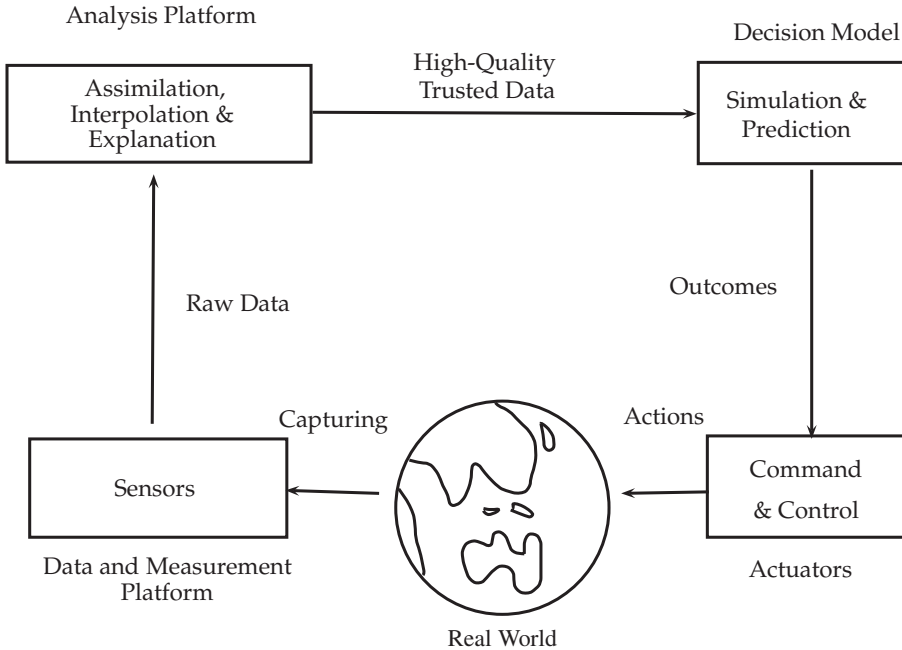 Analysis Platform
Decision Model
Assimilation,
Interpolation &
Explanation
High-Quality
Trusted Data
Simulation &
Prediction
Raw Data
Outcomes
Capturing
Actions
Sensors
Command
& Control
Data and Measurement
Platform
Actuators
Real World